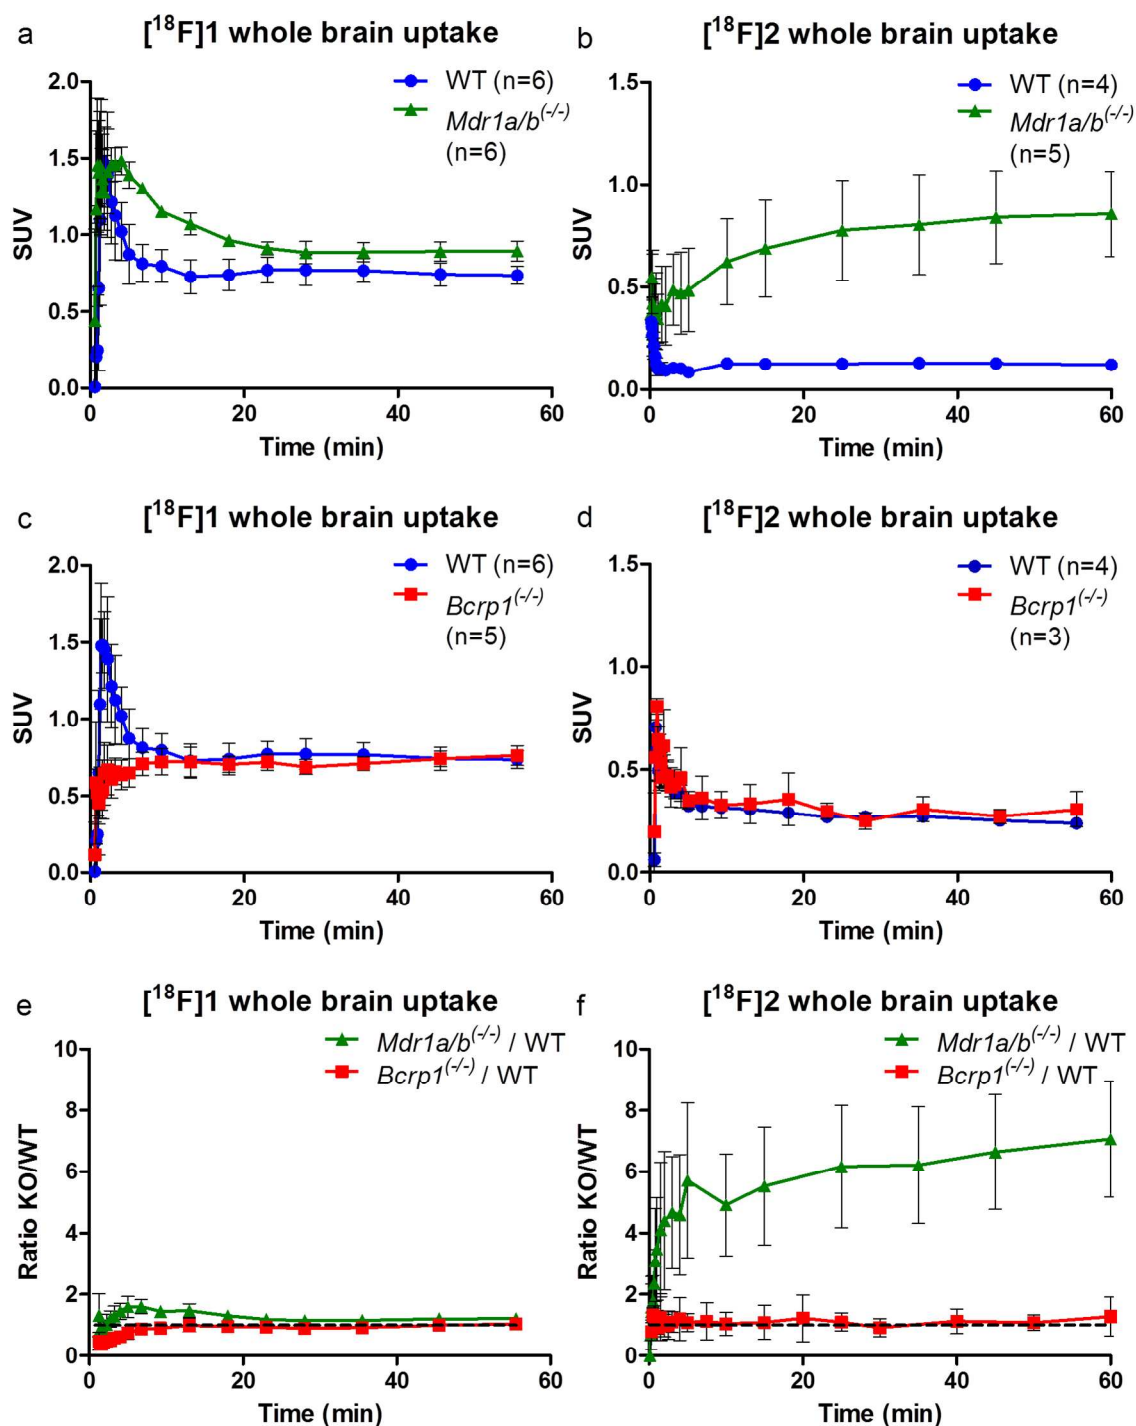 a
[¹⁸F]1 whole brain uptake
WT (n=6)
Mdr1a/b(-/-)
(n=6)
SUV
2.0
1.5
1.0
0.5
0.0
0 20 40 60
Time (min)
b
[¹⁸F]2 whole brain uptake
WT (n=4)
Mdr1a/b(-/-)
(n=5)
SUV
1.5
1.0
0.5
0.0
0 20 40 60
Time (min)
c
[¹⁸F]1 whole brain uptake
WT (n=6)
Bcrp1(-/-)
(n=5)
SUV
2.0
1.5
1.0
0.5
0.0
0 20 40 60
Time (min)
d
[¹⁸F]2 whole brain uptake
WT (n=4)
Bcrp1(-/-)
(n=3)
SUV
1.5
1.0
0.5
0.0
0 20 40 60
Time (min)
e
[¹⁸F]1 whole brain uptake
Mdr1a/b(-/-) / WT
Bcrp1(-/-) / WT
Ratio KO/WT
10
8
6
4
2
0
0 20 40 60
Time (min)
f
[¹⁸F]2 whole brain uptake
Mdr1a/b(-/-) / WT
Bcrp1(-/-) / WT
Ratio KO/WT
10
8
6
4
2
0
0 20 40 60
Time (min)